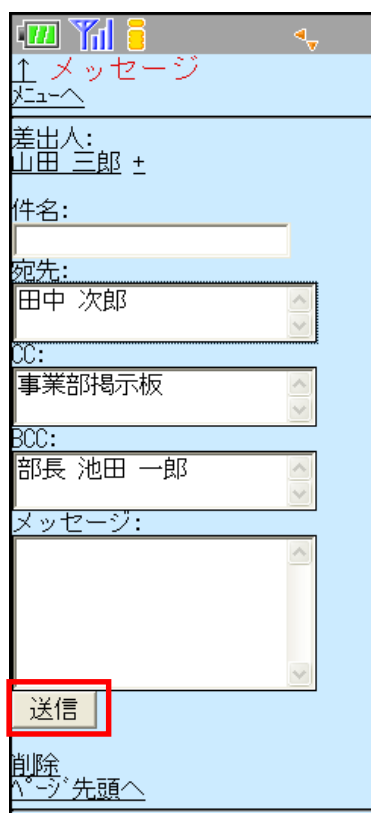 ↑ メッセージ
ﾒﾆｭｰへ
差出人:
山田 三郎 +
件名:
宛先:
田中 次郎
CC:
事業部掲示板
BCC:
部長 池田 一郎
メッセージ:
送信
削除
ﾍﾟｰｼﾞ先頭へ